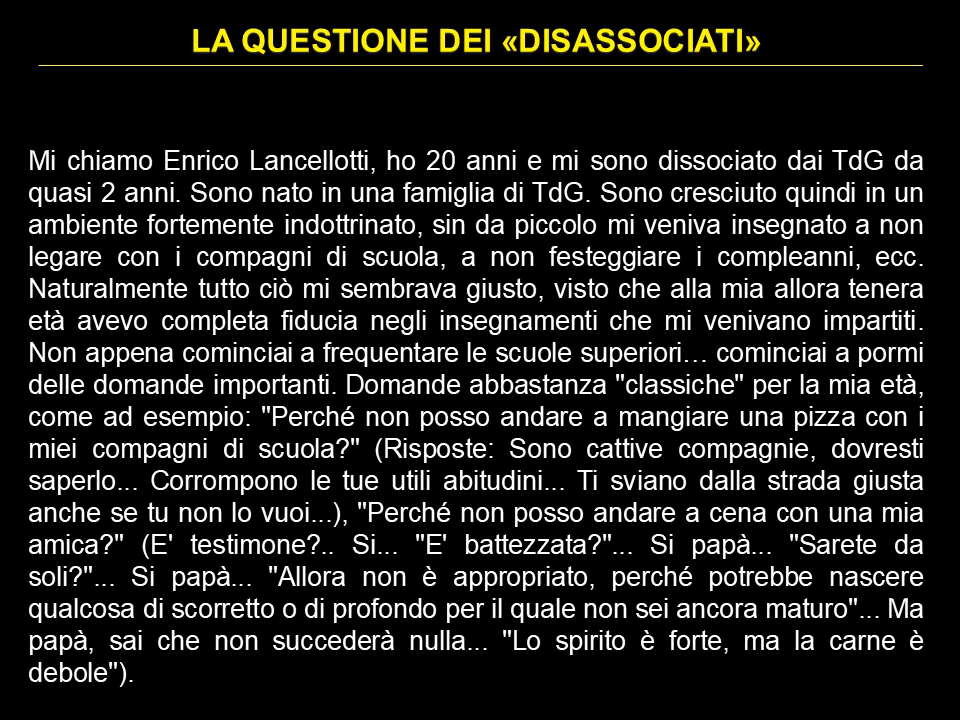 LA QUESTIONE DEI «DISASSOCIATI»
Mi chiamo Enrico Lancellotti, ho 20 anni e mi sono dissociato dai TdG da
quasi 2 anni. Sono nato in una famiglia di TdG. Sono cresciuto quindi in un
ambiente fortemente indottrinato, sin da piccolo mi veniva insegnato a non
legare con i compagni di scuola, a non festeggiare i compleanni, ecc.
Naturalmente tutto ciò mi sembrava giusto, visto che alla mia allora tenera
età avevo completa fiducia negli insegnamenti che mi venivano impartiti.
Non appena cominciai a frequentare le scuole superiori… cominciai a pormi
delle domande importanti. Domande abbastanza "classiche" per la mia età,
come ad esempio: "Perché non posso andare a mangiare una pizza con i
miei compagni di scuola?" (Risposte: Sono cattive compagnie, dovresti
saperlo... Corrompono le tue utili abitudini... Ti sviano dalla strada giusta
anche se tu non lo vuoi...), "Perché non posso andare a cena con una mia
amica?" (E' testimone?.. Si... "E' battezzata?"... Si papà... "Sarete da
soli?"... Si papà... "Allora non è appropriato, perché potrebbe nascere
qualcosa di scorretto o di profondo per il quale non sei ancora maturo"... Ma
papà, sai che non succederà nulla... "Lo spirito è forte, ma la carne è
debole").